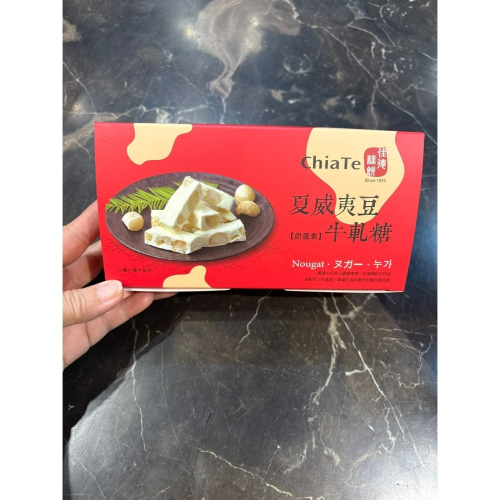 ChiaTe
佳德
糕餅
Since 1975
夏威夷豆
【奶蛋素】牛軋糖
Nougat · ヌガー · 누가